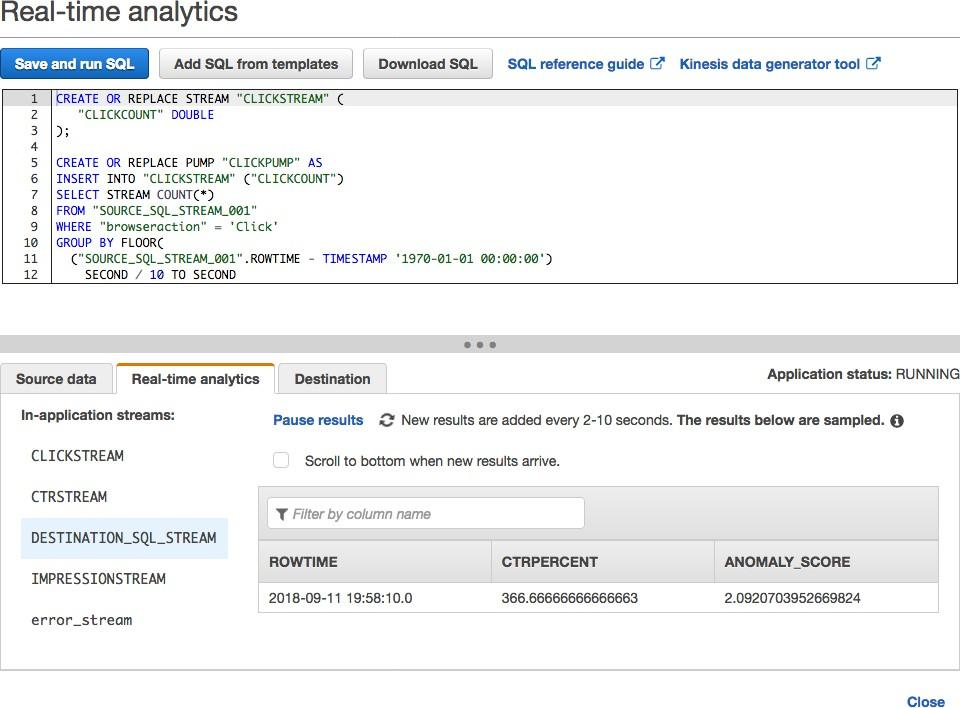 Real-time analytics
Save and run SQL Add SQL from templates Download SQL SQL reference guide Kinesis data generator tool
1 CREATE OR REPLACE STREAM "CLICKSTREAM" (
2 "CLICKCOUNT" DOUBLE
3 );
4
5 CREATE OR REPLACE PUMP "CLICKPUMP" AS
6 INSERT INTO "CLICKSTREAM" ("CLICKCOUNT")
7 SELECT STREAM COUNT(*)
8 FROM "SOURCE_SQL_STREAM_001"
9 WHERE "browseraction" = 'Click'
10 GROUP BY FLOOR(
11 ("SOURCE_SQL_STREAM_001".ROWTIME - TIMESTAMP '1970-01-01 00:00:00')
12 SECOND / 10 TO SECOND
Source data Real-time analytics Destination Application status: RUNNING
In-application streams:
CLICKSTREAM
CTRSTREAM
DESTINATION_SQL_STREAM
IMPRESSIONSTREAM
error_stream
Pause results New results are added every 2-10 seconds. The results below are sampled.
Scroll to bottom when new results arrive.
Filter by column name
ROWTIME CTRPERCENT ANOMALY_SCORE
2018-09-11 19:58:10.0 366.66666666666663 2.0920703952669824
Close